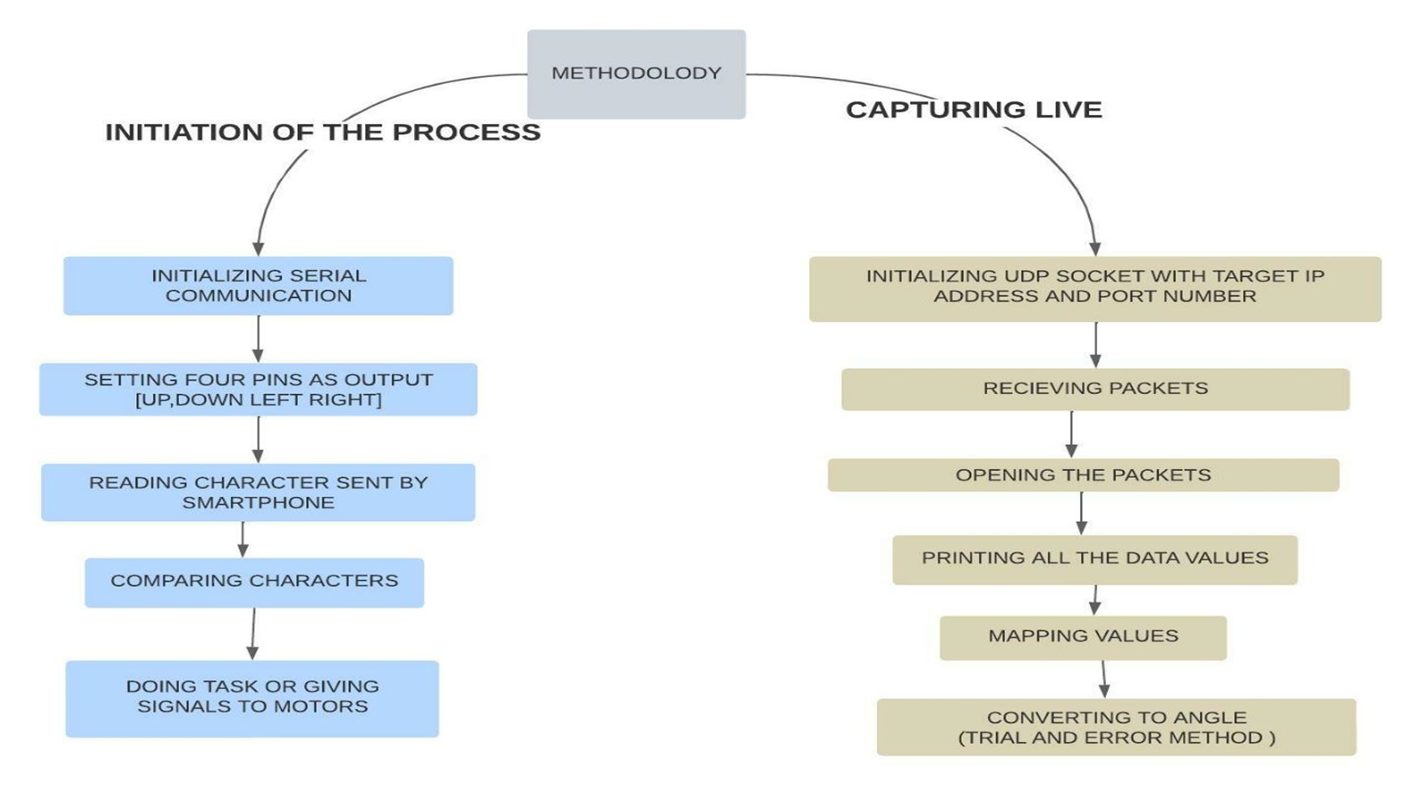 METHODOLODY
INITIATION OF THE PROCESS
CAPTURING LIVE
INITIALIZING SERIAL
COMMUNICATION
SETTING FOUR PINS AS OUTPUT
[UP,DOWN LEFT RIGHT]
READING CHARACTER SENT BY
SMARTPHONE
COMPARING CHARACTERS
DOING TASK OR GIVING
SIGNALS TO MOTORS
INITIALIZING UDP SOCKET WITH TARGET IP
ADDRESS AND PORT NUMBER
RECIEVING PACKETS
OPENING THE PACKETS
PRINTING ALL THE DATA VALUES
MAPPING VALUES
CONVERTING TO ANGLE
(TRIAL AND ERROR METHOD )